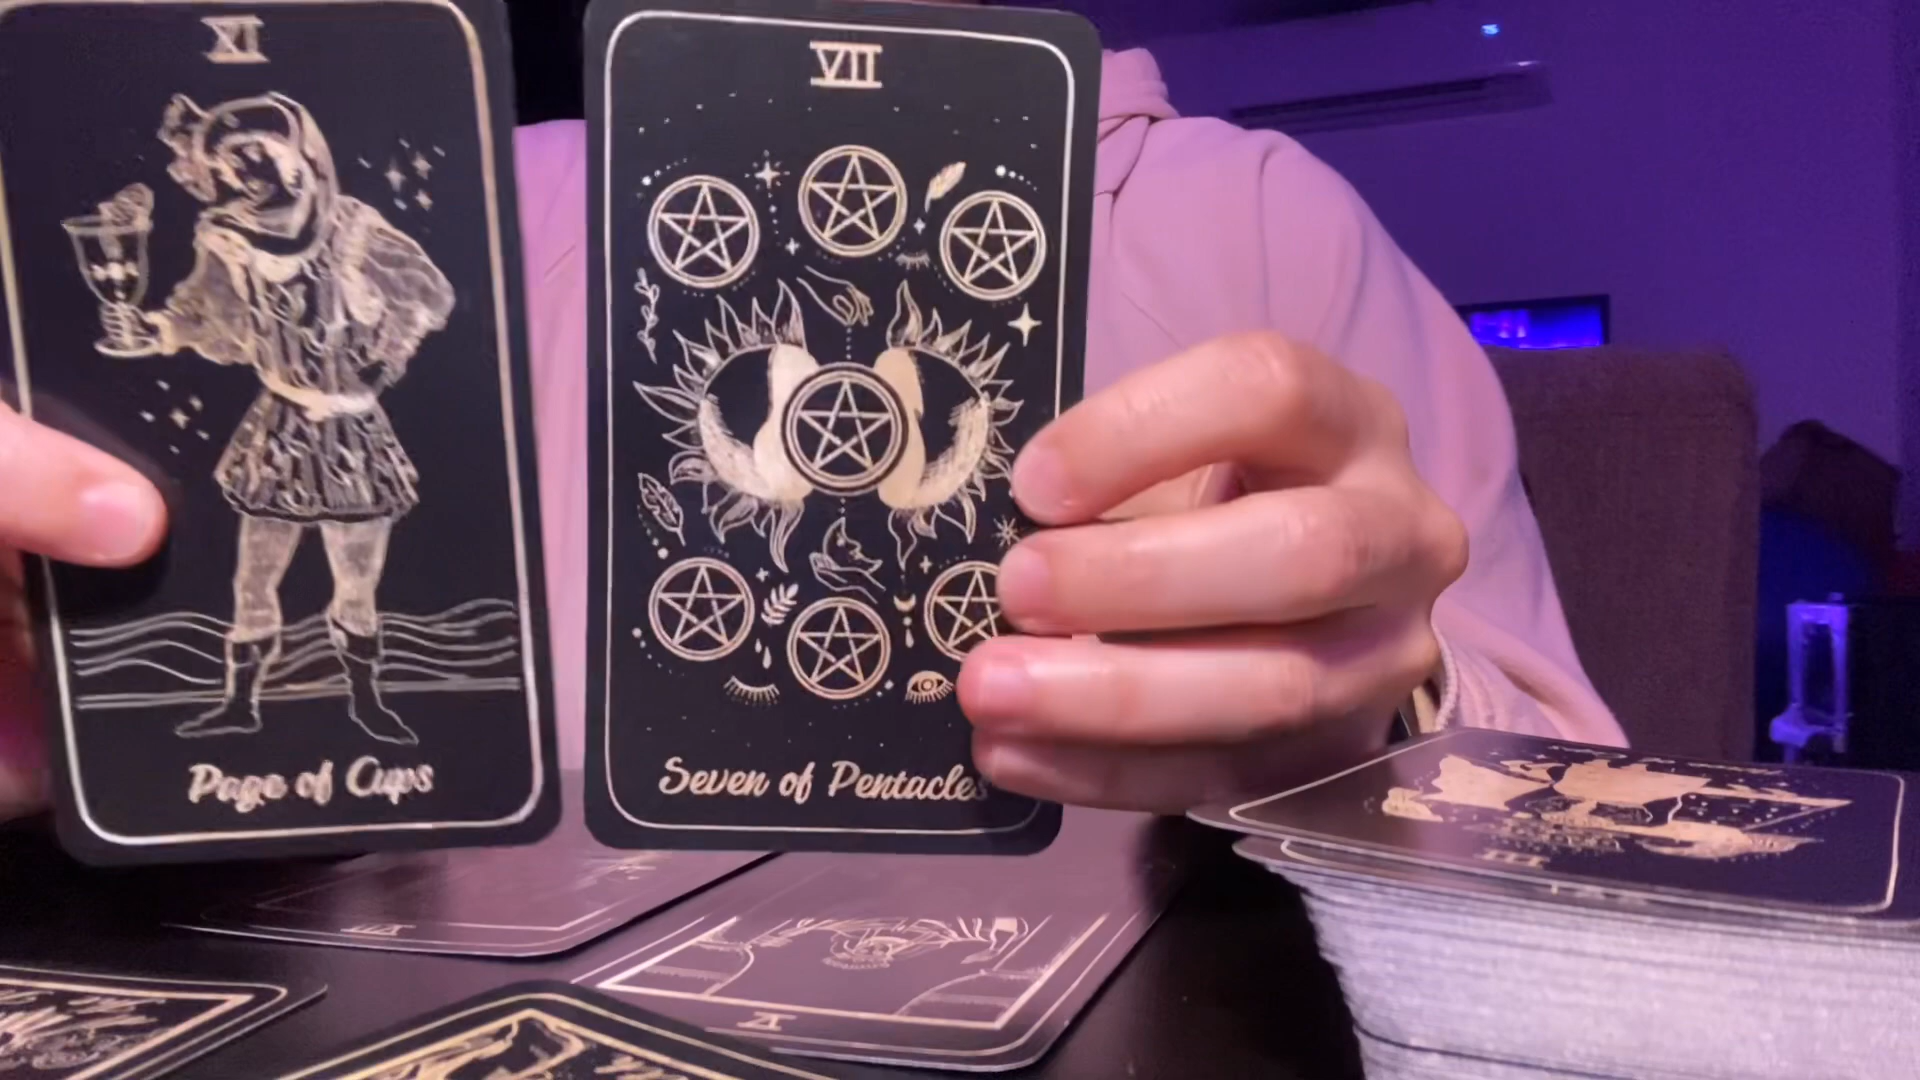 XI
Page of Cups
VII
Seven of Pentacles